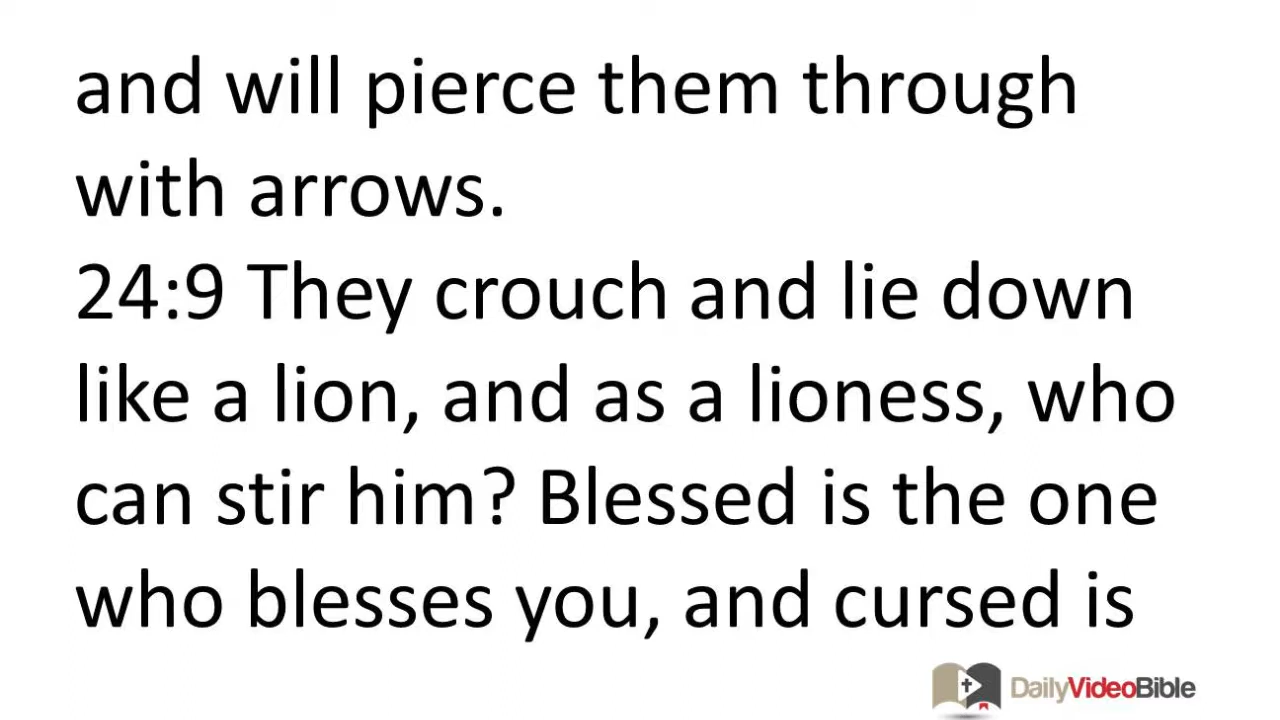 and will pierce them through
with arrows.
24:9 They crouch and lie down
like a lion, and as a lioness, who
can stir him? Blessed is the one
who blesses you, and cursed is
DailyVideoBible